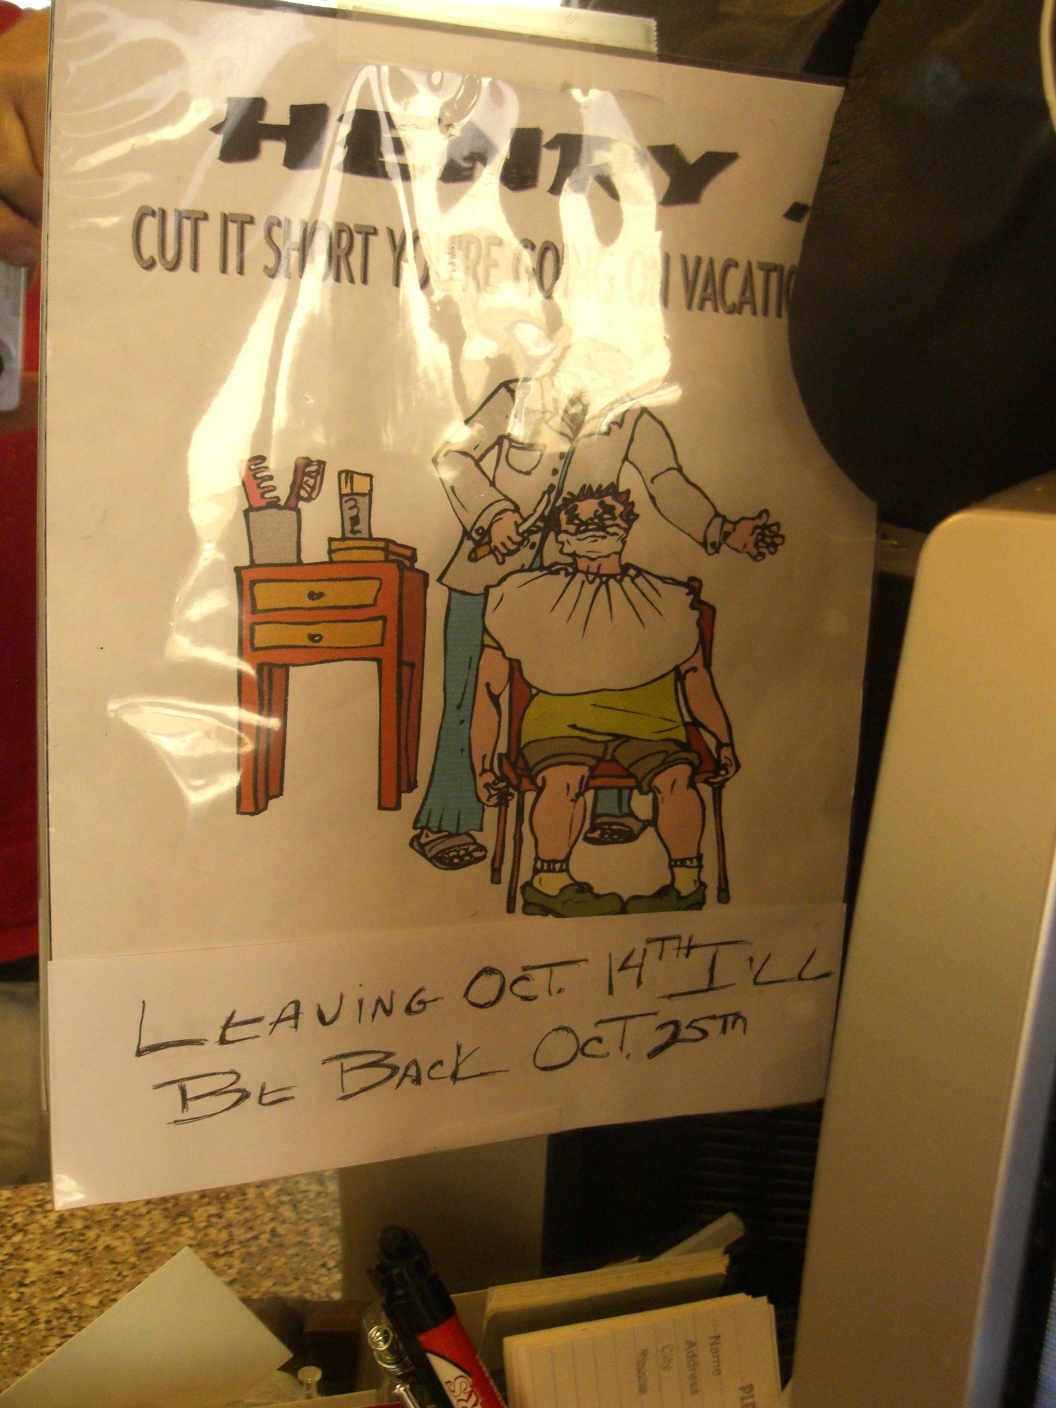 HENRY .
CUT IT SHORT YOU'RE GOING ON
LEAVING OCT. 14TH I'LL
BE BACK OCT. 25TH
Name
Address
City
Phone